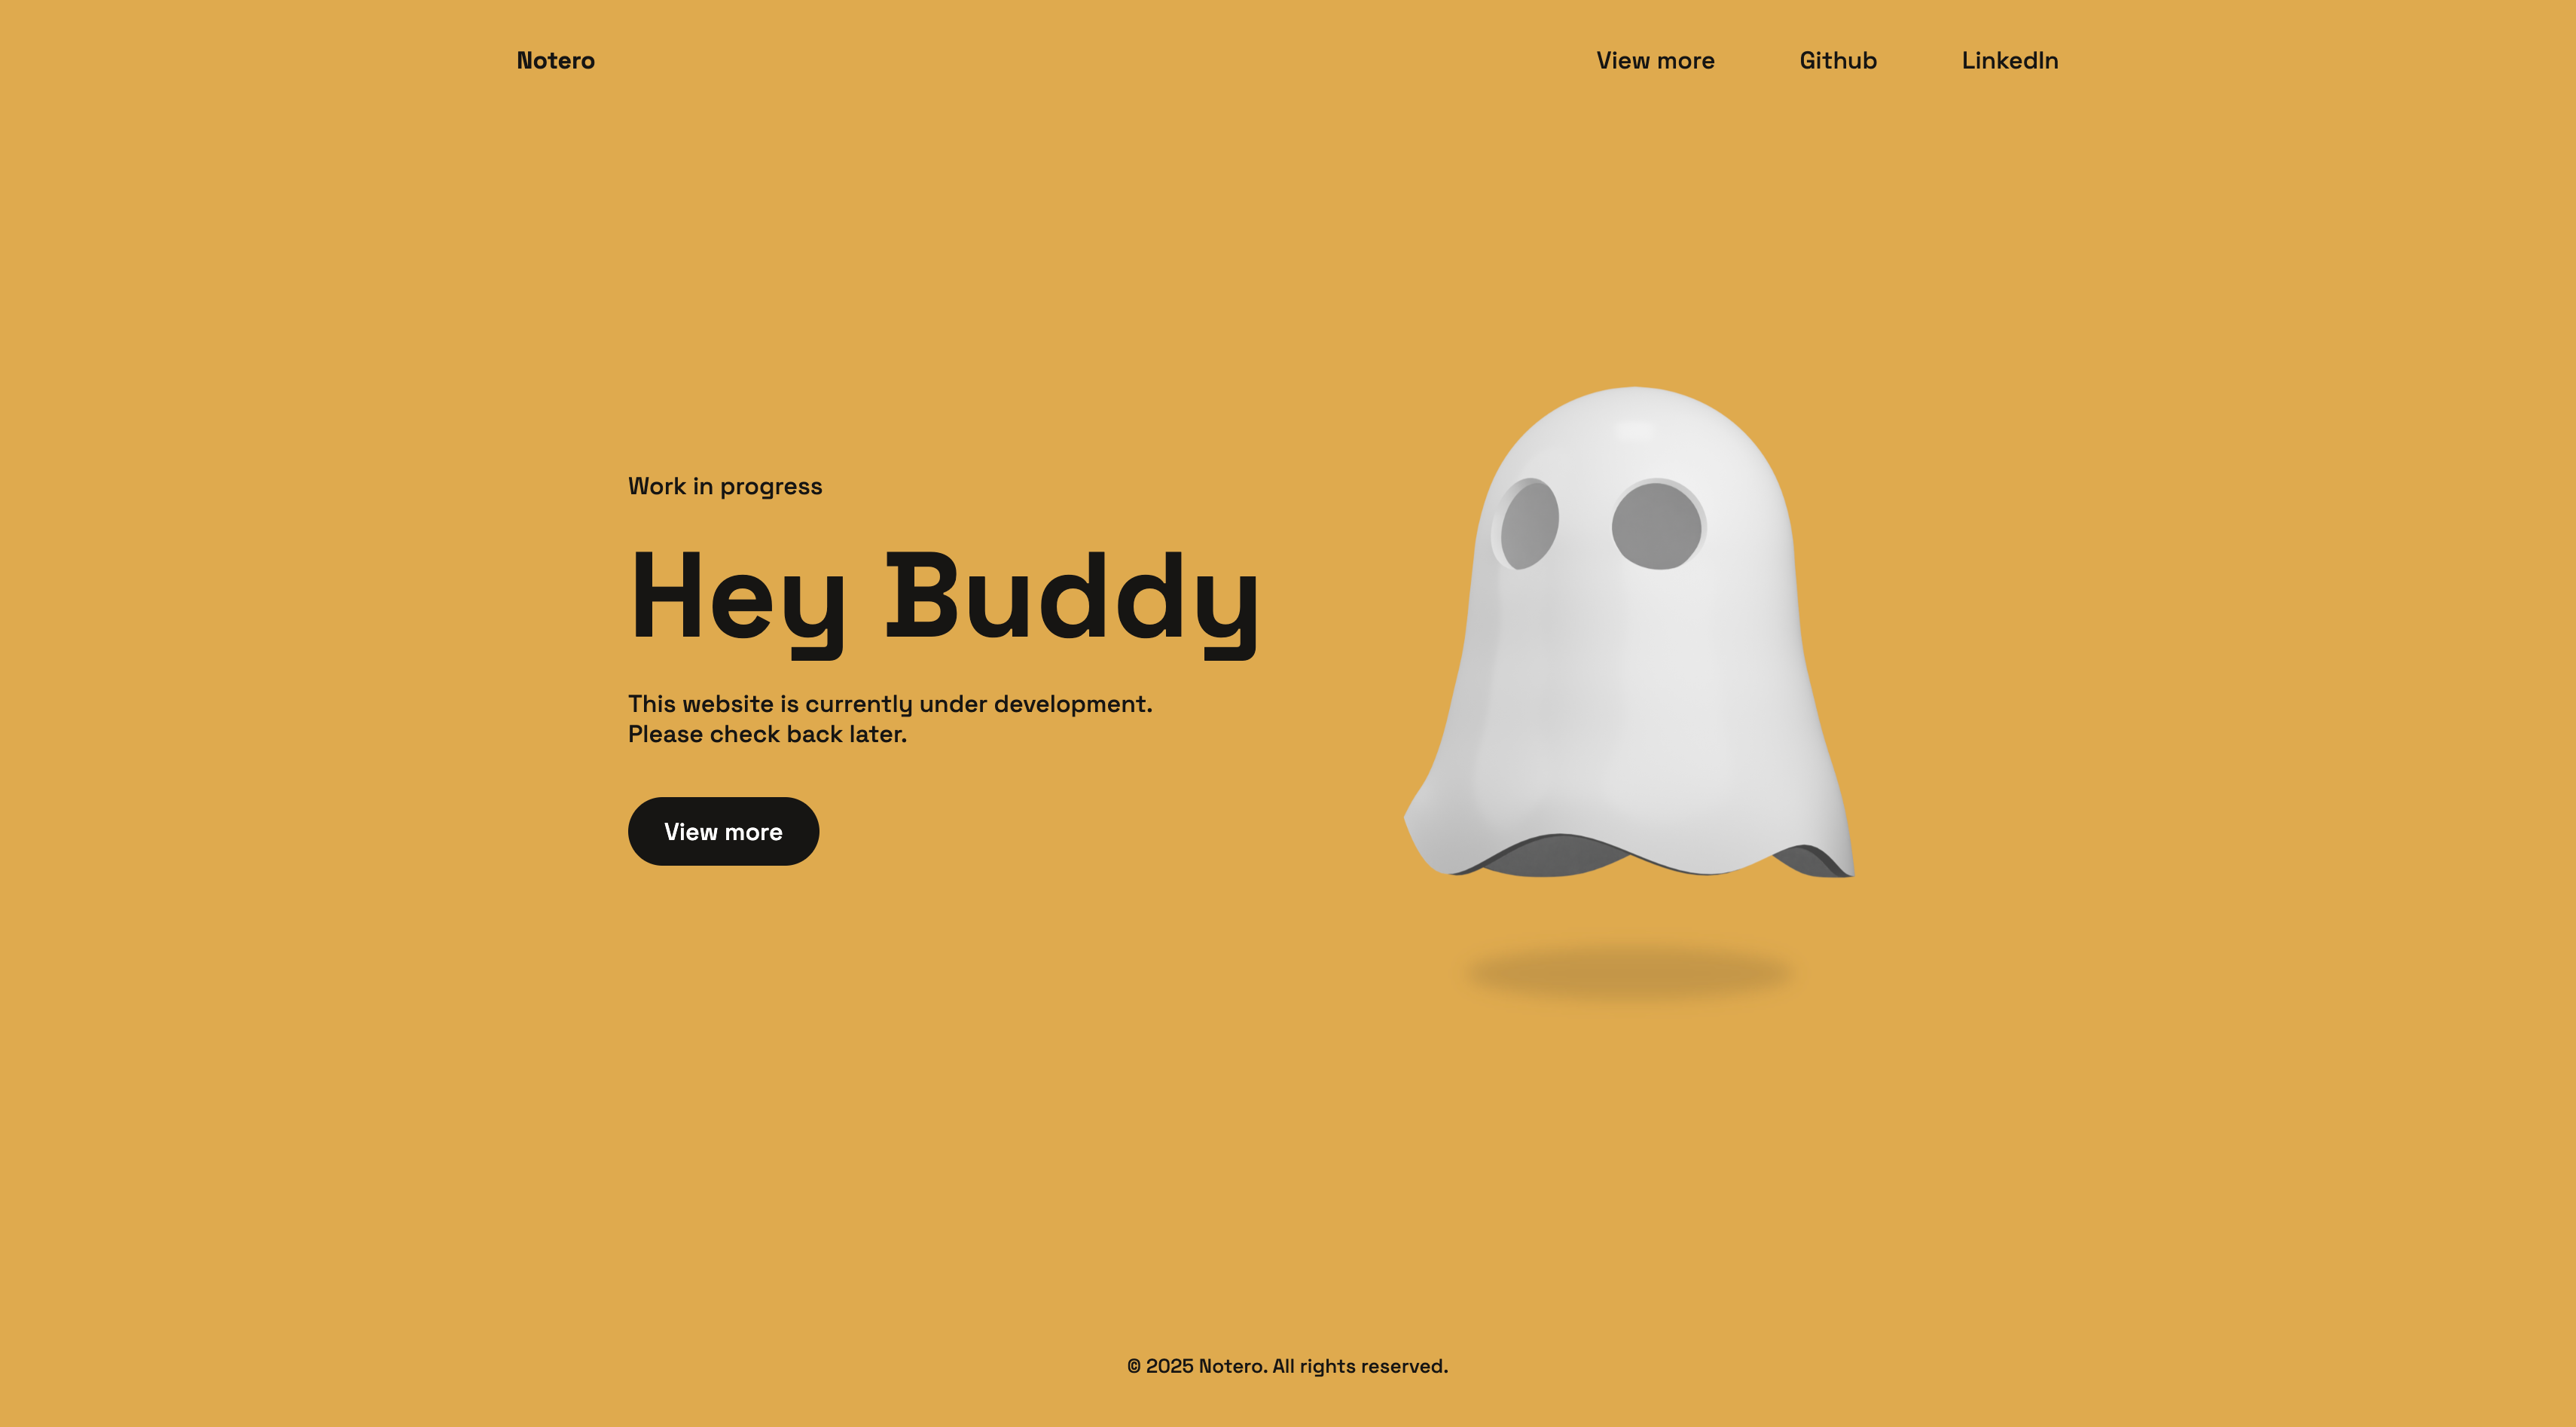 Notero
View more
Github
LinkedIn
Work in progress
Hey Buddy
This website is currently under development.
Please check back later.
View more
© 2025 Notero. All rights reserved.